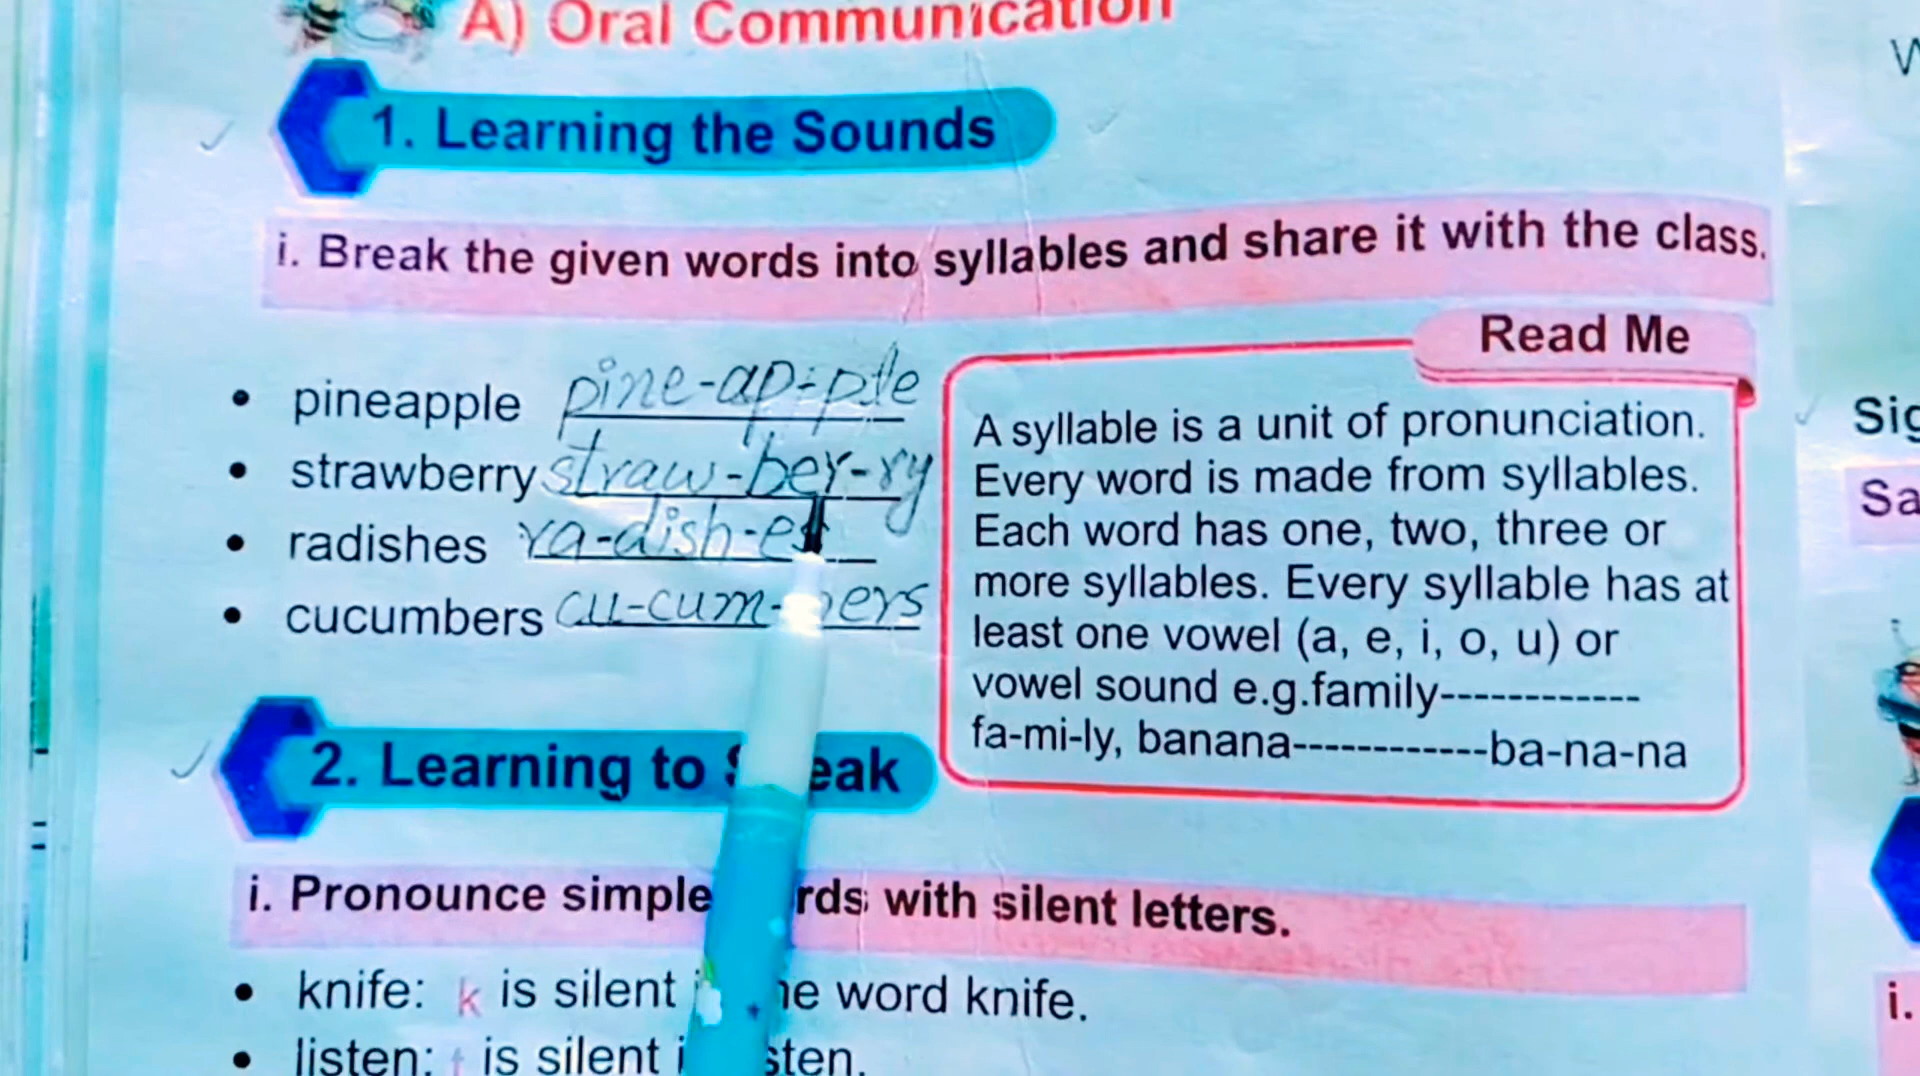 A) Oral Communication
1. Learning the Sounds
i. Break the given words into syllables and share it with the class.
• pineapple pine-ap-ple
• strawberry straw-ber-ry
• radishes ra-dish-es
• cucumbers cu-cum- ers
Read Me
A syllable is a unit of pronunciation.
Every word is made from syllables.
Each word has one, two, three or
more syllables. Every syllable has at
least one vowel (a, e, i, o, u) or
vowel sound e.g.family------------
fa-mi-ly, banana------------ba-na-na
2. Learning to S eak
i. Pronounce simple rds with silent letters.
• knife: k is silent i he word knife.
• listen: t is silent i sten.
Sig
Sa
i.